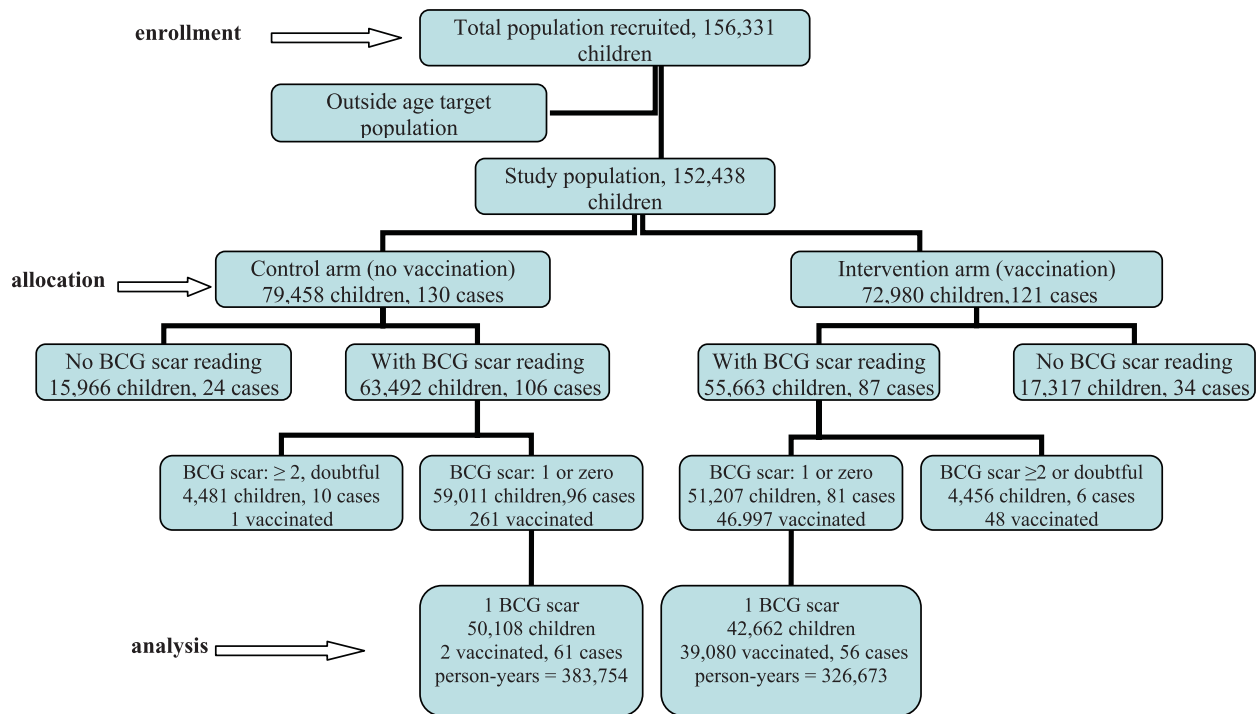 enrollment
Total population recruited, 156,331
children
Outside age target
population
Study population, 152,438
children
allocation
Control arm (no vaccination)
79,458 children, 130 cases
Intervention arm (vaccination)
72,980 children,121 cases
No BCG scar reading
15,966 children, 24 cases
With BCG scar reading
63,492 children, 106 cases
With BCG scar reading
55,663 children, 87 cases
No BCG scar reading
17,317 children, 34 cases
BCG scar: ≥ 2, doubtful
4,481 children, 10 cases
1 vaccinated
BCG scar: 1 or zero
59,011 children,96 cases
261 vaccinated
BCG scar: 1 or zero
51,207 children, 81 cases
46.997 vaccinated
BCG scar ≥2 or doubtful
4,456 children, 6 cases
48 vaccinated
analysis
1 BCG scar
50,108 children
2 vaccinated, 61 cases
person-years = 383,754
1 BCG scar
42,662 children
39,080 vaccinated, 56 cases
person-years = 326,673